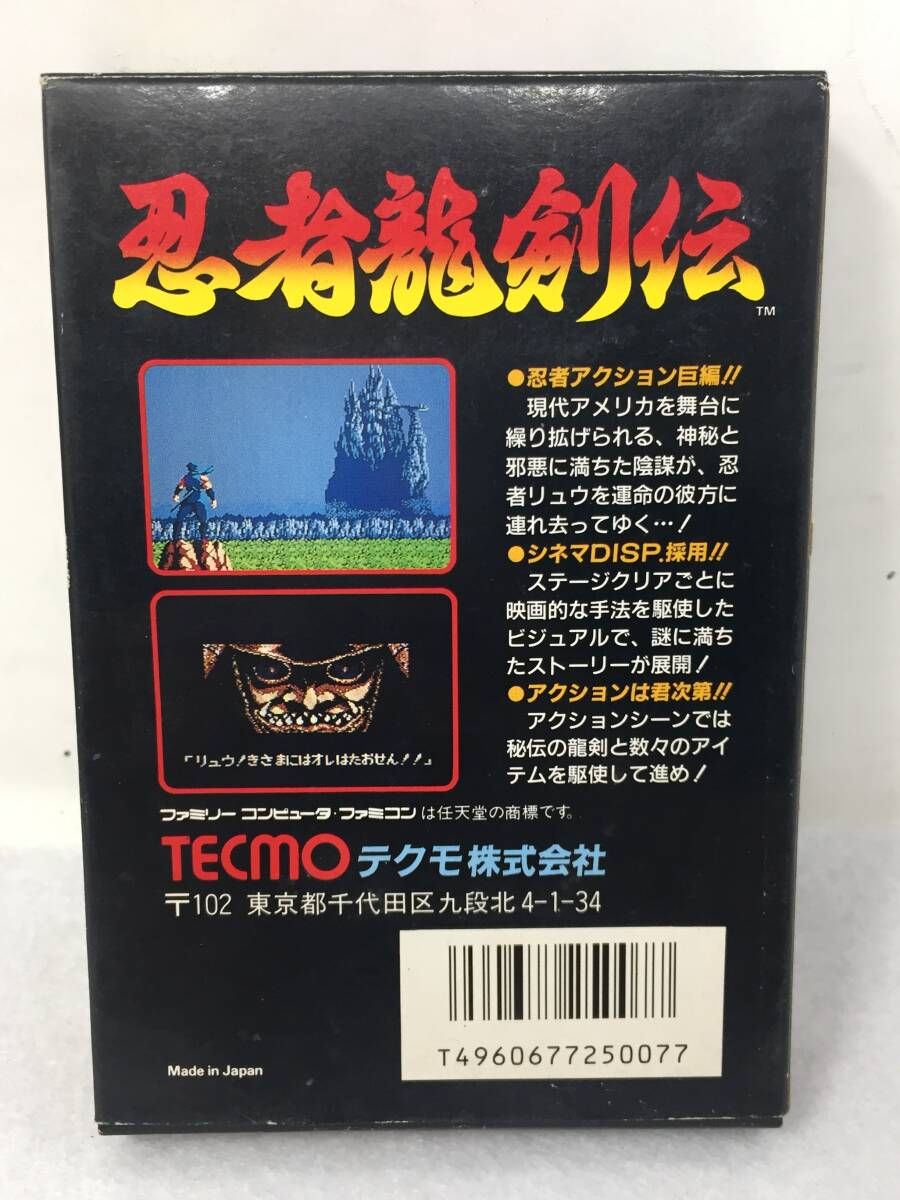 忍者龍剣伝
TM
●忍者アクション巨編!!
現代アメリカを舞台に
繰り拡げられる、神秘と
邪悪に満ちた陰謀が、忍
者リュウを運命の彼方に
連れ去ってゆく…!
●シネマDISP.採用!!
ステージクリアごとに
映画的な手法を駆使した
ビジュアルで、謎に満ち
たストーリーが展開!
●アクションは君次第!!
アクションシーンでは
秘伝の龍剣と数々のアイ
テムを駆使して進め!
「リュウ!きさまにはオレはたおせん!!」
ファミリーコンピュータ・ファミコンは任天堂の商標です。
TECMO テクモ株式会社
〒102 東京都千代田区九段北4-1-34
T4960677250077
Made in Japan